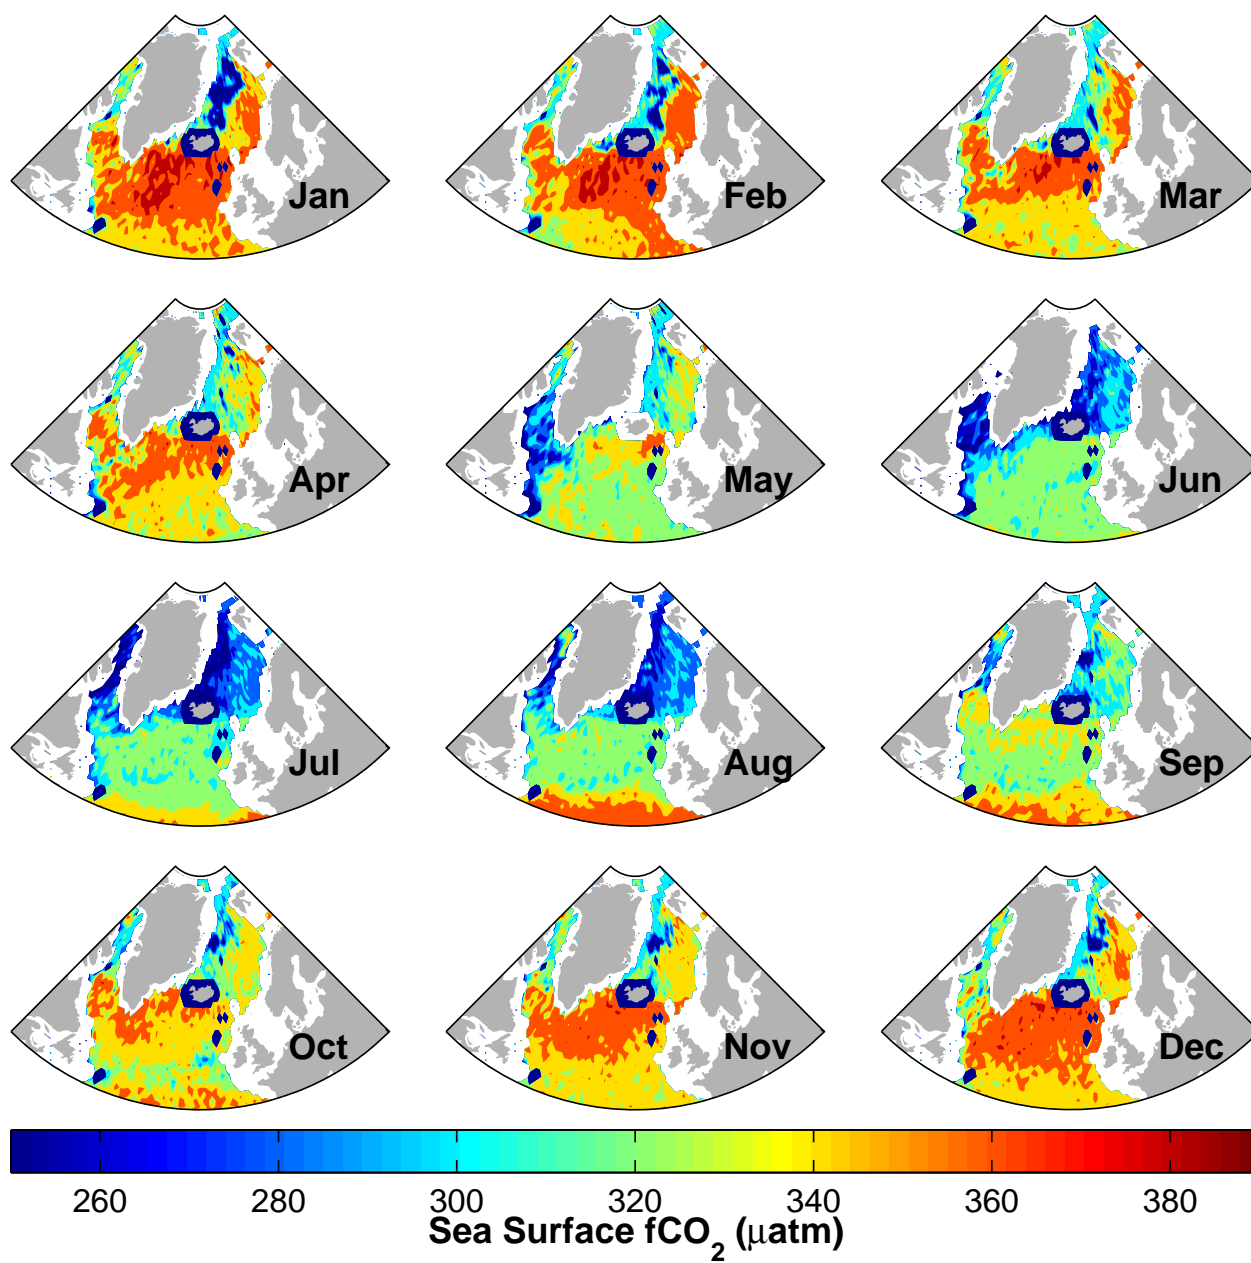 Jan Feb Mar
Apr May Jun
Jul Aug Sep
Oct Nov Dec
260 280 300 320 340 360 380
Sea Surface fCO₂ (μatm)